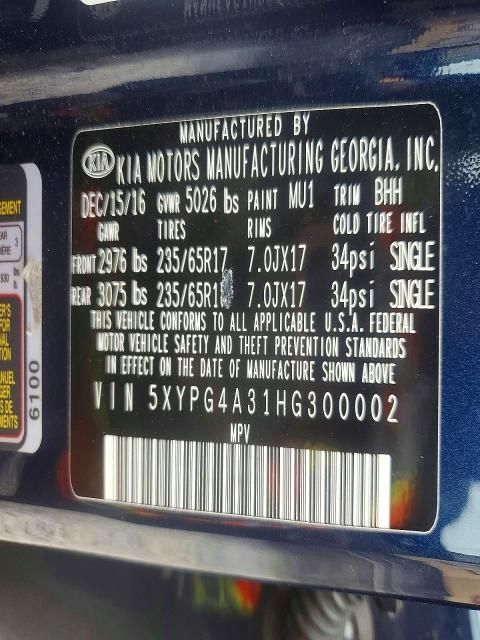 MANUFACTURED BY
KIA KIA MOTORS MANUFACTURING GEORGIA, INC.
DEC/15/16 GVWR 5026 lbs PAINT MU1 TRIM BHH
GAWR TIRES RIMS COLD TIRE INFL
FRONT 2976 lbs 235/65R17 7.0JX17 34psi SINGLE
REAR 3075 lbs 235/65R1 7.0JX17 34psi SINGLE
THIS VEHICLE CONFORMS TO ALL APPLICABLE U.S.A. FEDERAL
MOTOR VEHICLE SAFETY AND THEFT PREVENTION STANDARDS
IN EFFECT ON THE DATE OF MANUFACTURE SHOWN ABOVE
VIN 5XYPG4A31HG300002
MPV
6100